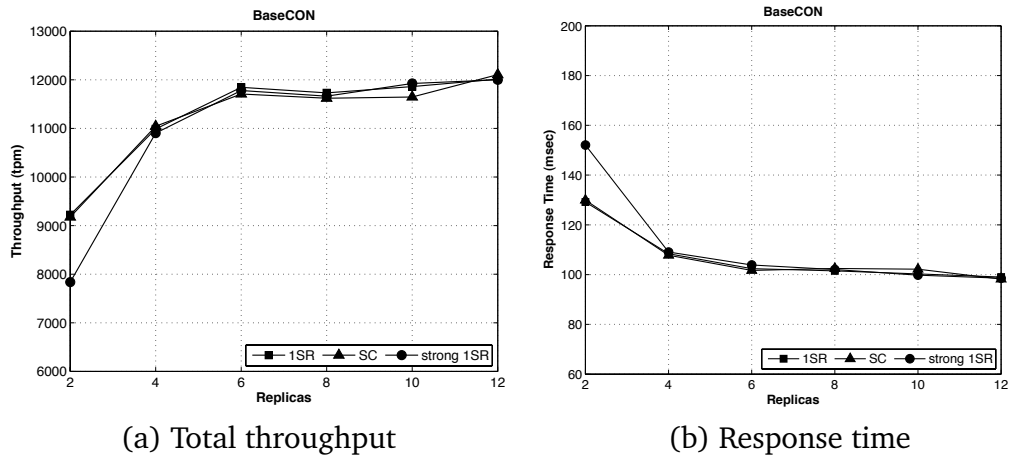 BaseCON
13000
12000
11000
10000
9000
8000
7000
6000
Throughput (tpm)
1SR SC strong 1SR
2 4 6 8 10 12
Replicas
(a) Total throughput
BaseCON
200
180
160
140
120
100
80
60
Response Time (msec)
1SR SC strong 1SR
2 4 6 8 10 12
Replicas
(b) Response time